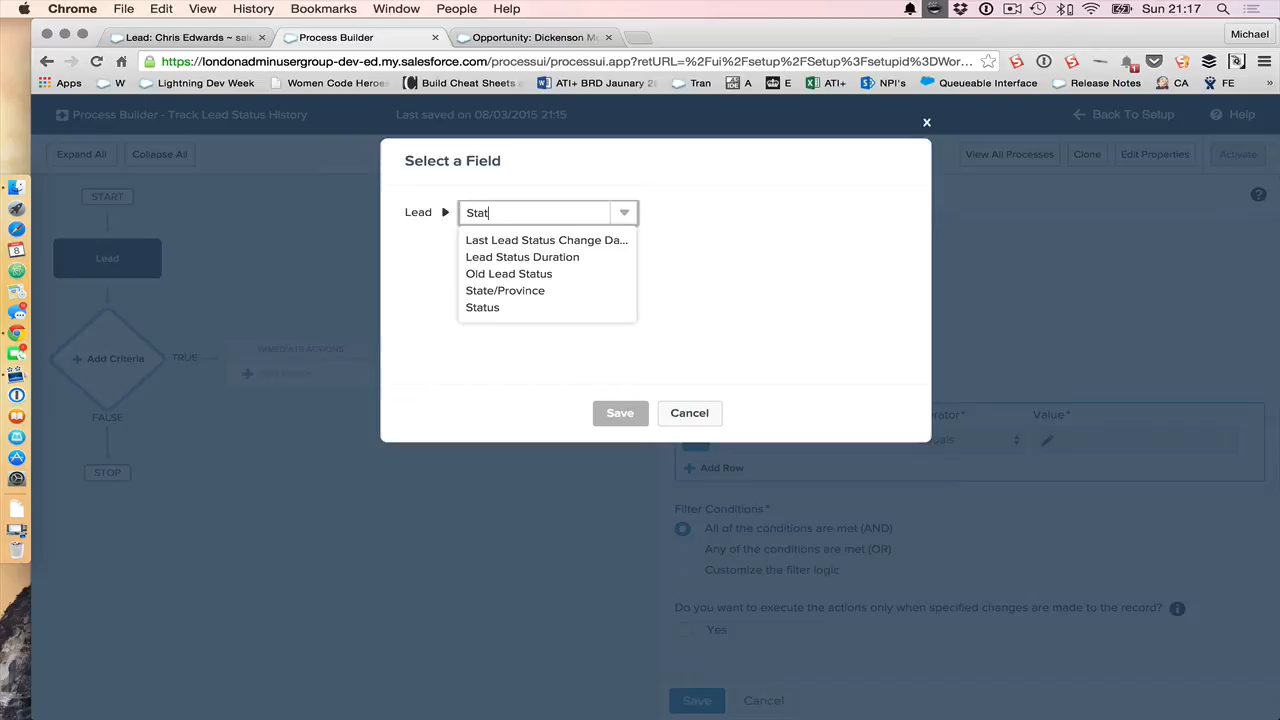 Chrome File Edit View History Bookmarks Window People Help Sun 21:17
Lead: Chris Edwards ~ sale Process Builder Opportunity: Dickenson Mo Michael
https://londonadminusergroup-dev-ed.my.salesforce.com/processui/processui.app?retURL=%2Fui%2Fsetup%2FSetup%3Fsetupid%3DWor...
Apps W Lightning Dev Week Women Code Heroes Build Cheat Sheets ATI+ BRD Jaunary 28 Tran A E ATI+ NPI's Queueable Interface Release Notes CA FE »
Process Builder - Track Lead Status History Last saved on 08/03/2015 21:15 Back To Setup Help
x
Expand All Collapse All View All Processes Clone Edit Properties Activate
Select a Field
START
Lead Stat
Last Lead Status Change Da...
Lead Status Duration
Lead
Old Lead Status
State/Province
Status
IMMEDIATE ACTIONS
Add Criteria TRUE
Add Action
Save Cancel
FALSE
erator* Value*
uals
Add Row
STOP
Filter Conditions*
All of the conditions are met (AND)
Any of the conditions are met (OR)
Customize the filter logic
Do you want to execute the actions only when specified changes are made to the record?
Yes
Save Cancel